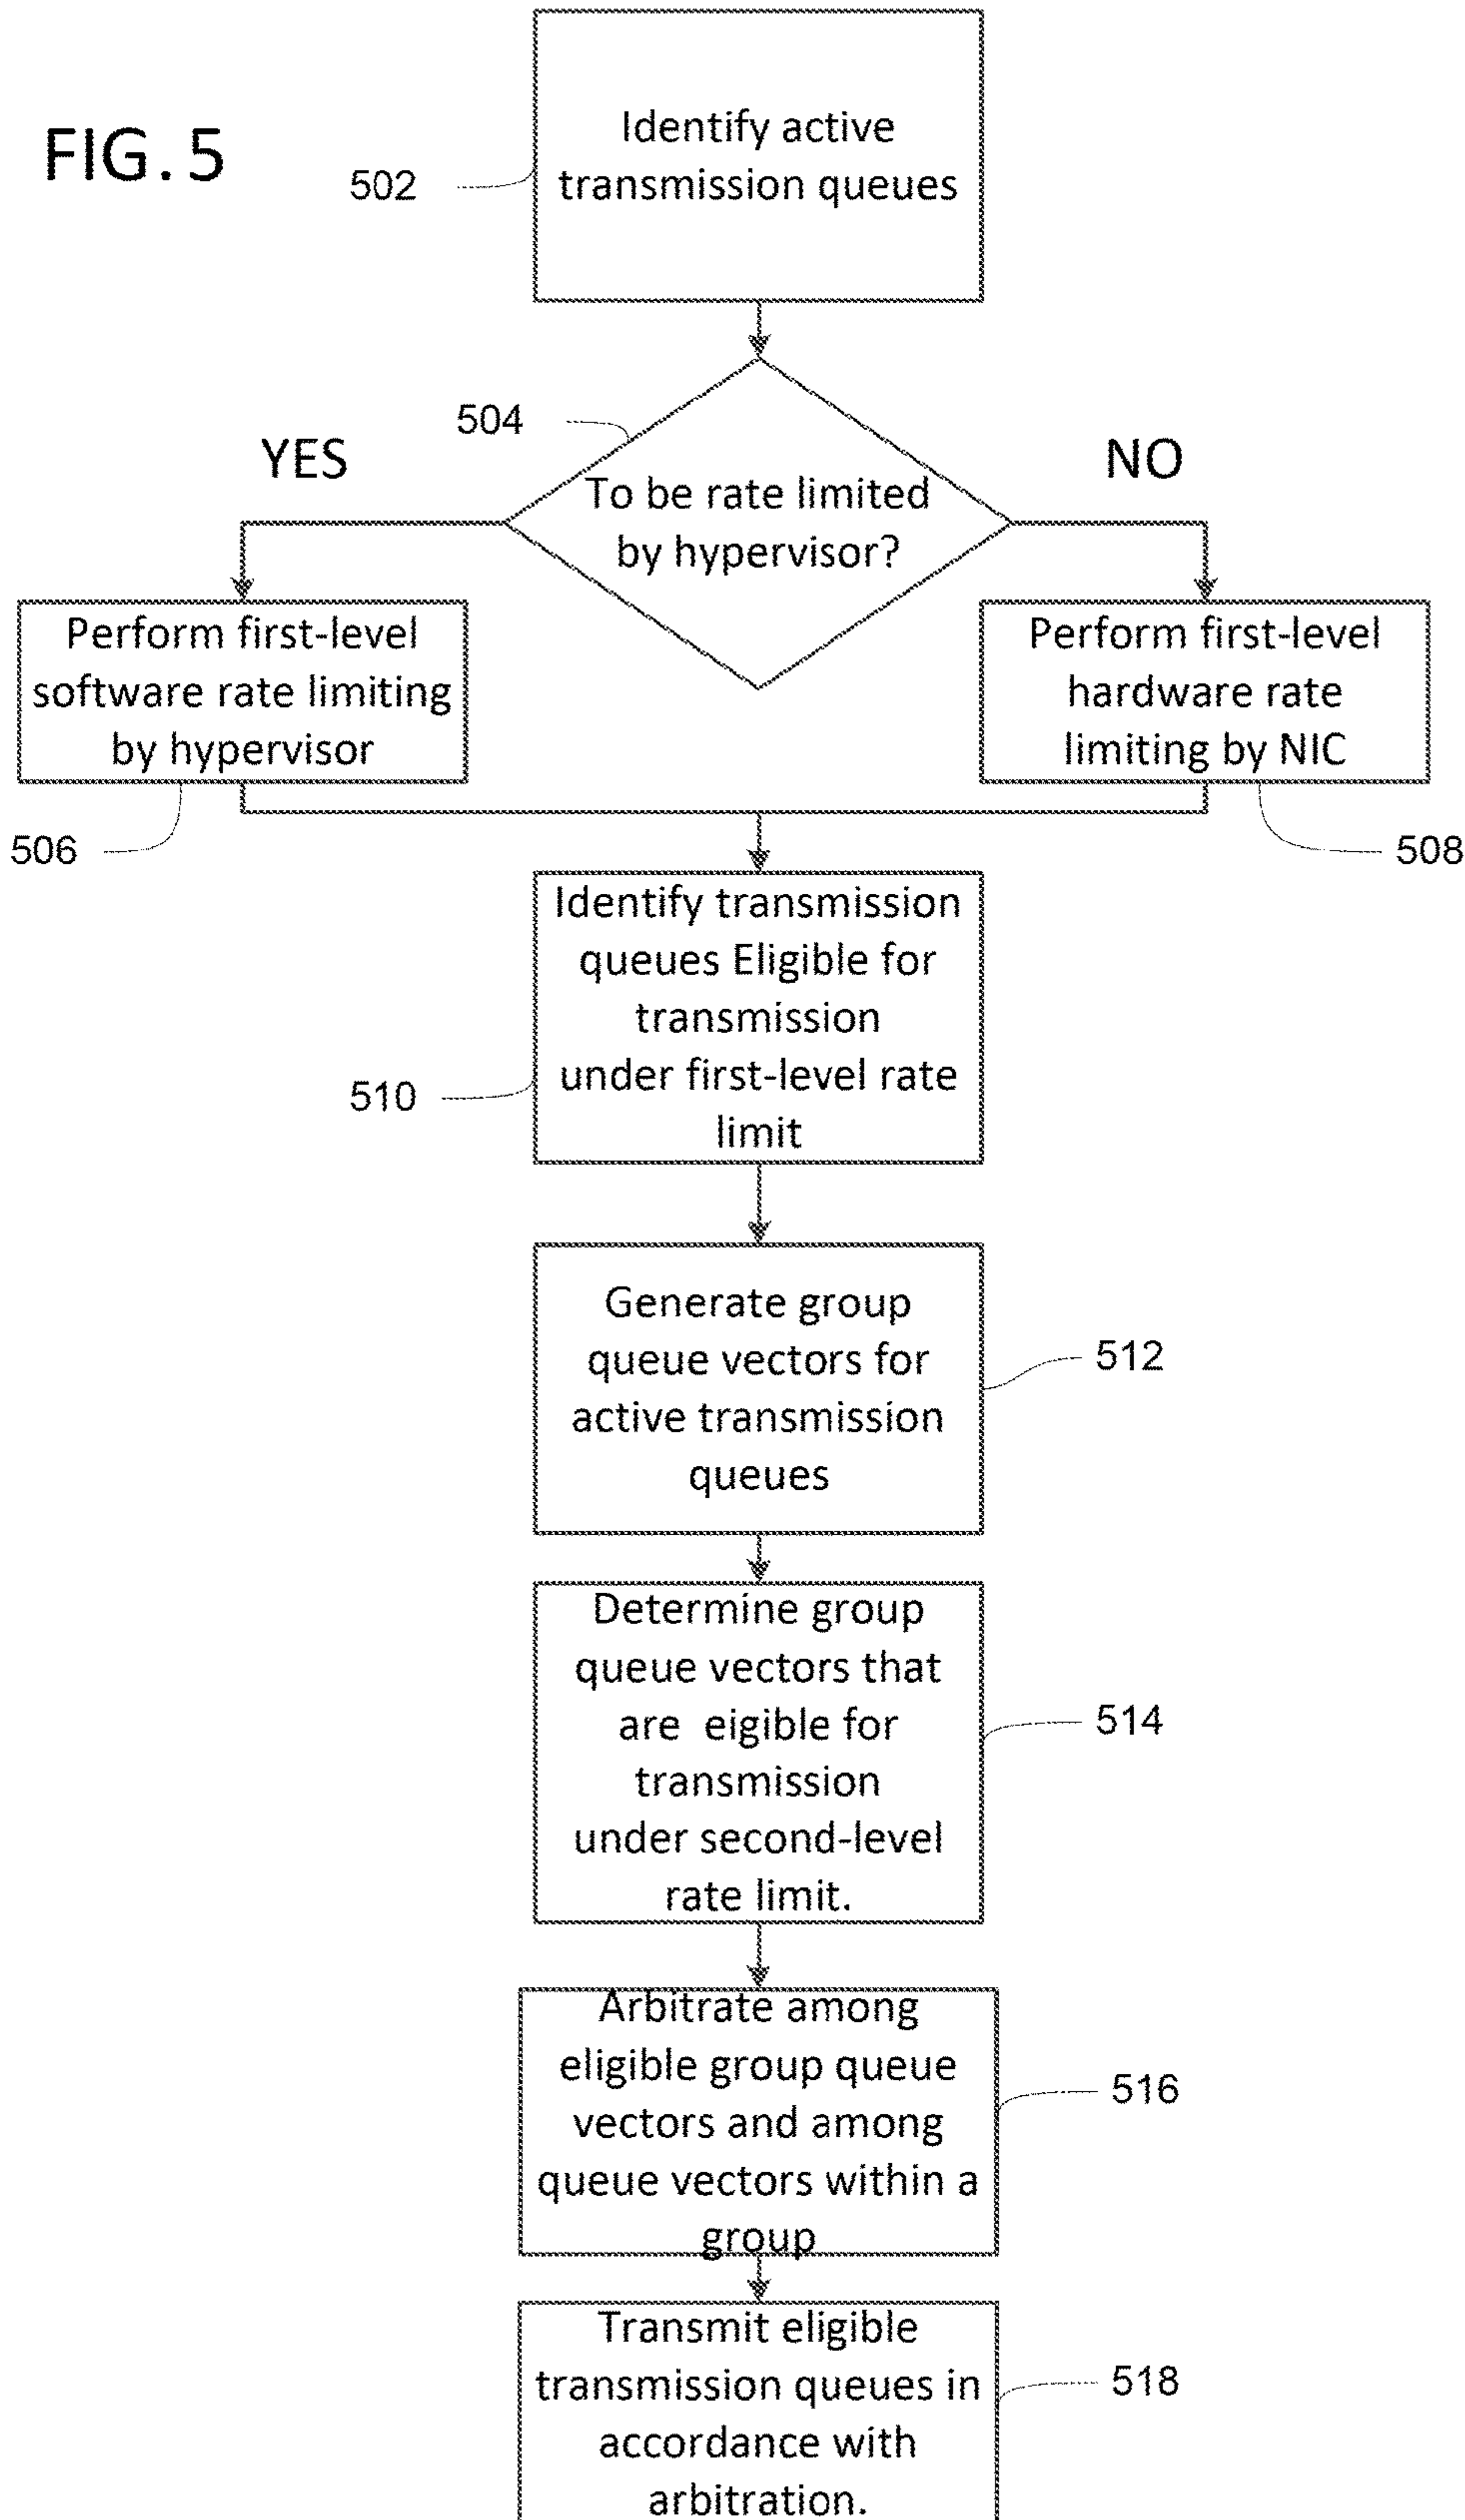 FIG. 5
Identify active
transmission queues
502
504
YES
NO
To be rate limited
by hypervisor?
Perform first-level
software rate limiting
by hypervisor
Perform first-level
hardware rate
limiting by NIC
506
508
Identify transmission
queues Eligible for
transmission
under first-level rate
limit
510
Generate group
queue vectors for
active transmission
queues
512
Determine group
queue vectors that
are eigible for
transmission
under second-level
rate limit.
514
Arbitrate among
eligible group queue
vectors and among
queue vectors within a
group
516
Transmit eligible
transmission queues in
accordance with
arbitration.
518